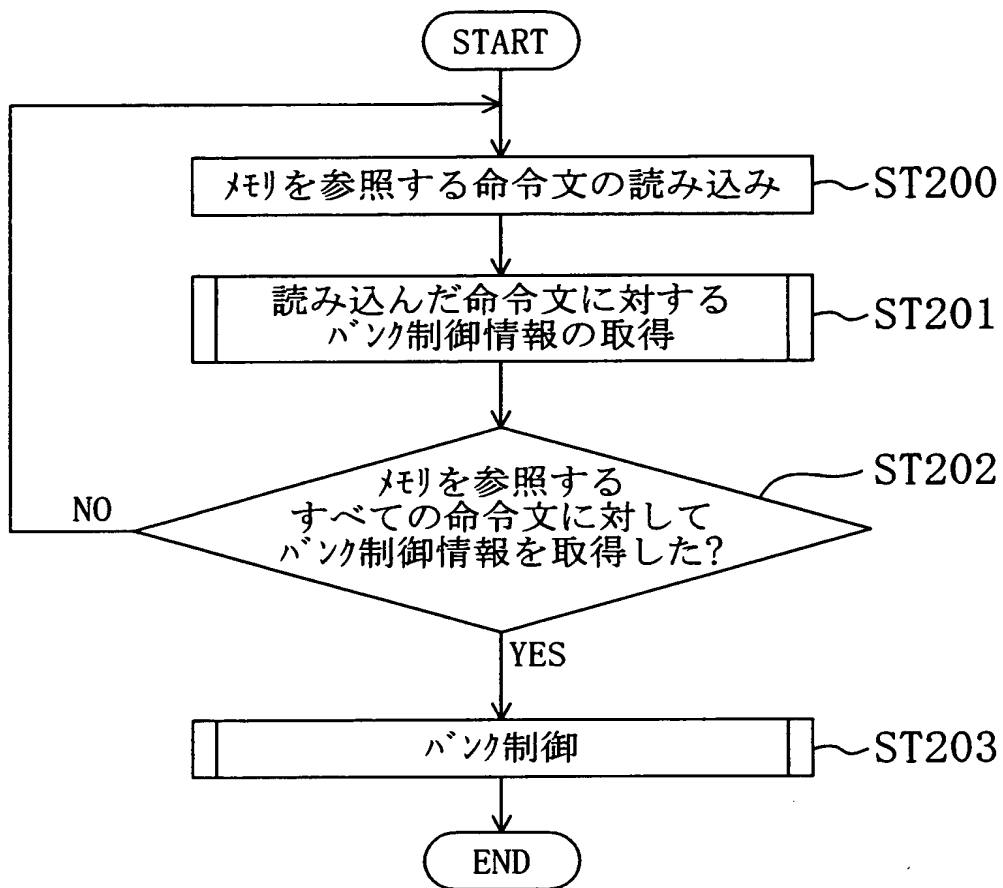 START
ﾒﾓﾘを参照する命令文の読み込み
ST200
読み込んだ命令文に対する
ﾊﾞﾝｸ制御情報の取得
ST201
ﾒﾓﾘを参照する
すべての命令文に対して
ﾊﾞﾝｸ制御情報を取得した?
ST202
NO
YES
ﾊﾞﾝｸ制御
ST203
END